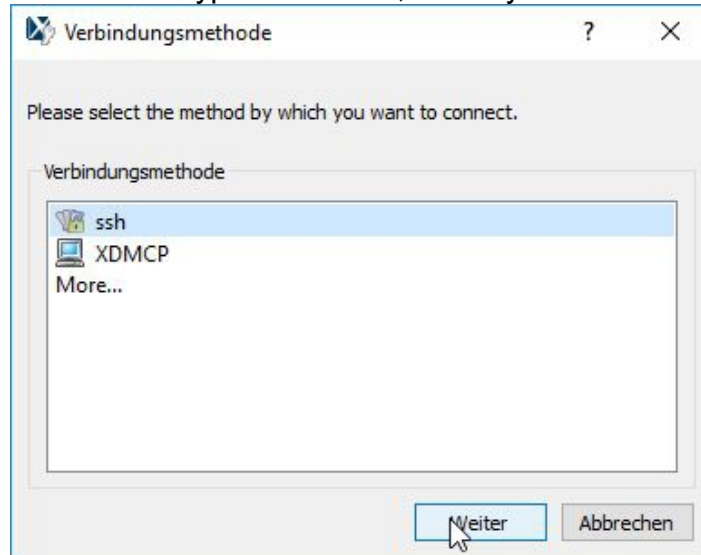 Verbindungsmethode ? ✕
Please select the method by which you want to connect.
Verbindungsmethode
ssh
XDMCP
More...
Weiter Abbrechen